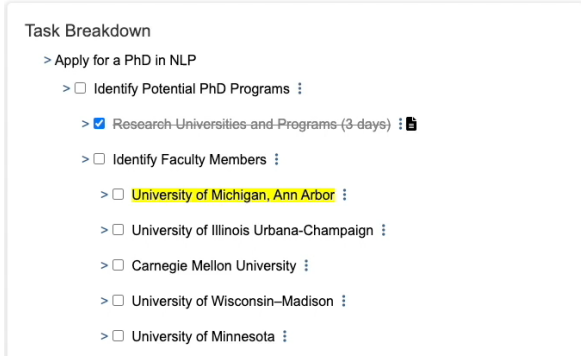 Task Breakdown
> Apply for a PhD in NLP
> Identify Potential PhD Programs
> Research Universities and Programs (3 days)
> Identify Faculty Members
> University of Michigan, Ann Arbor
> University of Illinois Urbana-Champaign
> Carnegie Mellon University
> University of Wisconsin–Madison
> University of Minnesota